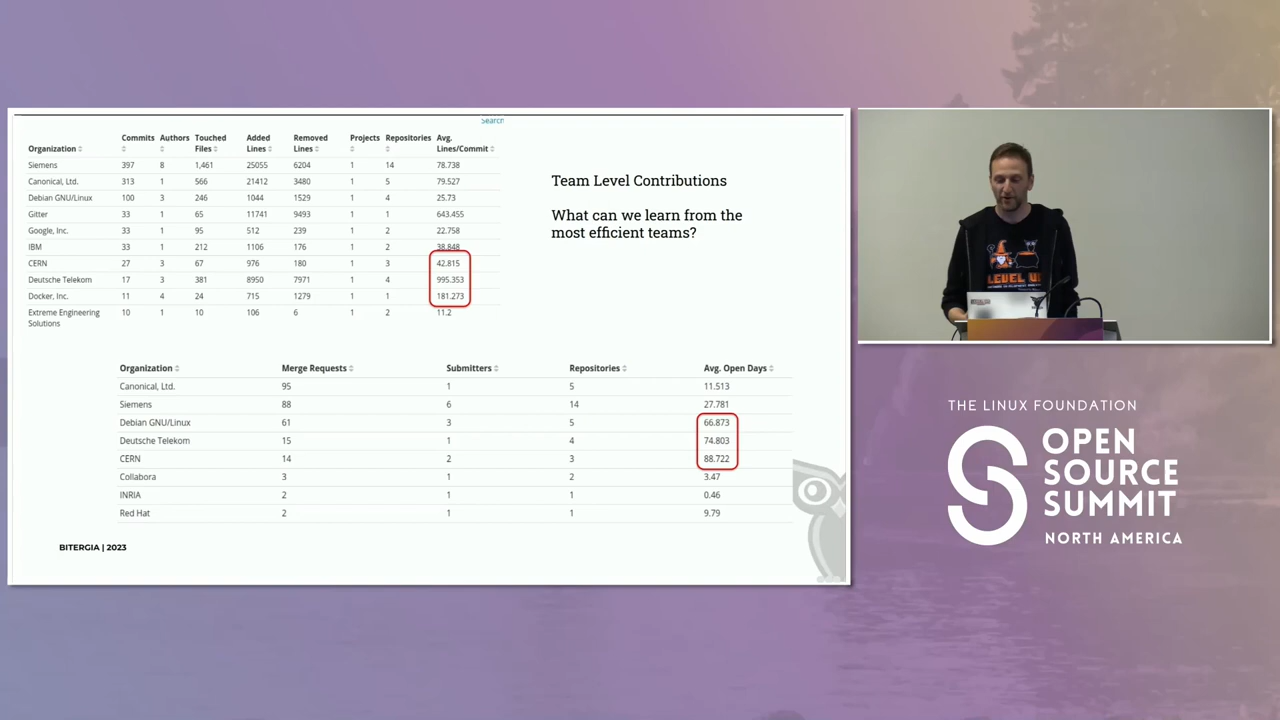 Search
Organization Commits Authors Touched Files Added Lines Removed Lines Projects Repositories Avg. Lines/Commit
Siemens 397 8 1,461 25055 6204 1 14 78.738
Canonical, Ltd. 313 1 566 21412 3480 1 5 79.527
Debian GNU/Linux 100 3 246 1044 1529 1 4 25.73
Gitter 33 1 65 11741 9493 1 1 643.455
Google, Inc. 33 1 95 512 239 1 2 22.758
IBM 33 1 212 1106 176 1 2 38.848
CERN 27 3 67 976 180 1 3 42.815
Deutsche Telekom 17 3 381 8950 7971 1 4 995.353
Docker, Inc. 11 4 24 715 1279 1 1 181.273
Extreme Engineering Solutions 10 1 10 106 6 1 2 11.2
Team Level Contributions
What can we learn from the
most efficient teams?
Organization Merge Requests Submitters Repositories Avg. Open Days
Canonical, Ltd. 95 1 5 11.513
Siemens 88 6 14 27.781
Debian GNU/Linux 61 3 5 66.873
Deutsche Telekom 15 1 4 74.803
CERN 14 2 3 88.722
Collabora 3 1 2 3.47
INRIA 2 1 1 0.46
Red Hat 2 1 1 9.79
BITERGIA | 2023
LEVEL
THE LINUX FOUNDATION
OPEN
SOURCE
SUMMIT
NORTH AMERICA